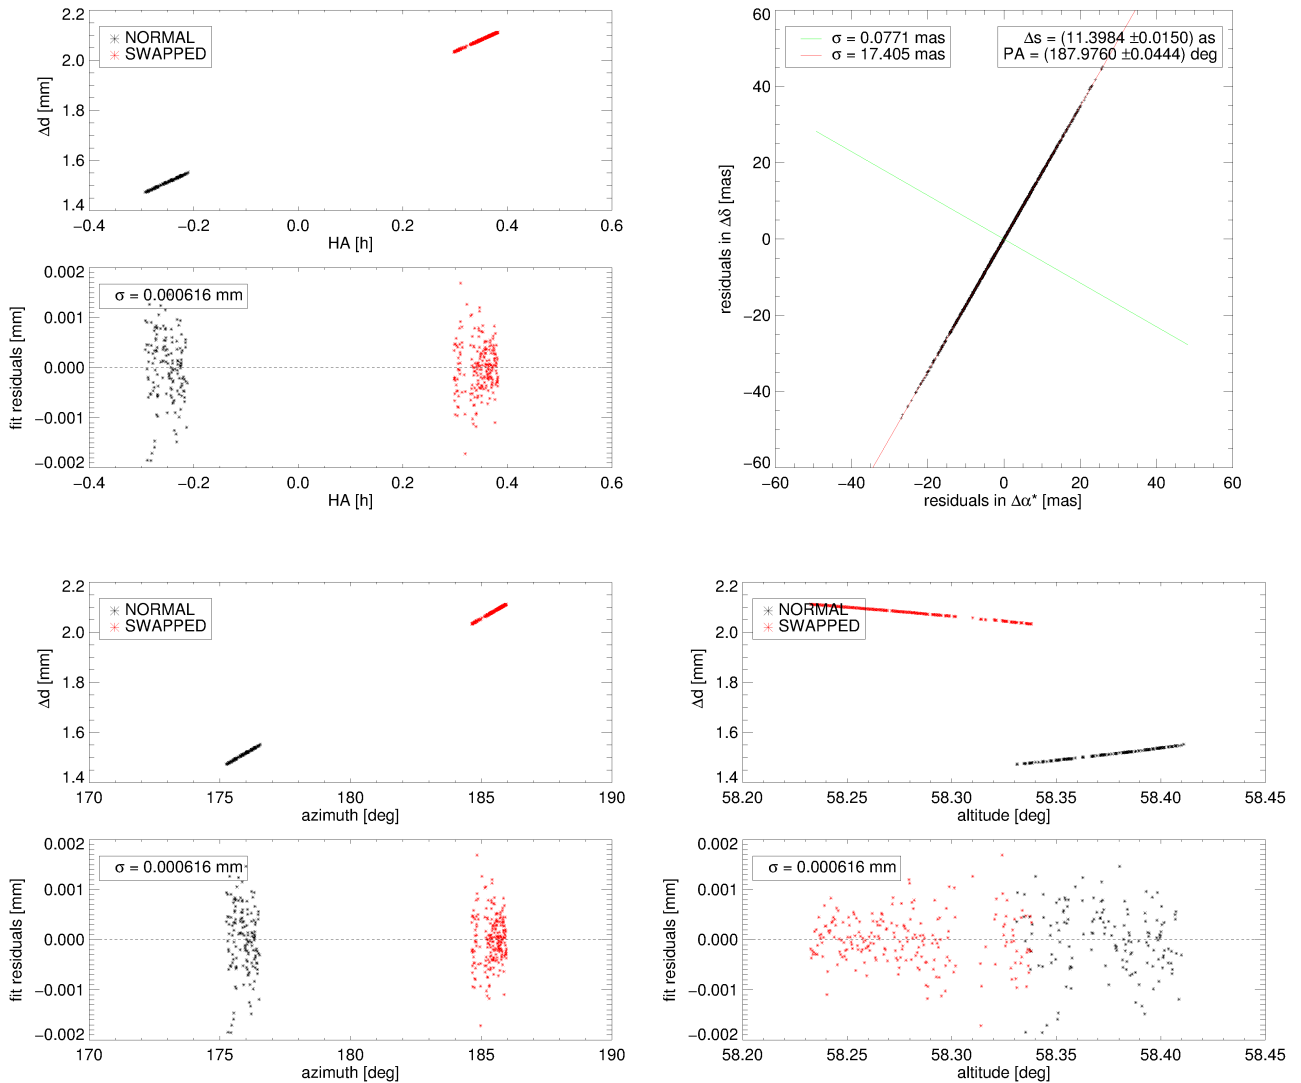 2.2
2.0
1.8
1.6
1.4
Δd [mm]
✳ NORMAL
✳ SWAPPED
−0.4 −0.2 0.0 0.2 0.4 0.6
HA [h]
0.002
0.001
0.000
−0.001
−0.002
fit residuals [mm]
σ = 0.000616 mm
−0.4 −0.2 0.0 0.2 0.4 0.6
HA [h]
60
40
20
0
−20
−40
−60
residuals in Δδ [mas]
σ = 0.0771 mas
σ = 17.405 mas
Δs = (11.3984 ±0.0150) as
PA = (187.9760 ±0.0444) deg
−60 −40 −20 0 20 40 60
residuals in Δα* [mas]
2.2
2.0
1.8
1.6
1.4
Δd [mm]
✳ NORMAL
✳ SWAPPED
170 175 180 185 190
azimuth [deg]
0.002
0.001
0.000
−0.001
−0.002
fit residuals [mm]
σ = 0.000616 mm
170 175 180 185 190
azimuth [deg]
2.2
2.0
1.8
1.6
1.4
Δd [mm]
✳ NORMAL
✳ SWAPPED
58.20 58.25 58.30 58.35 58.40 58.45
altitude [deg]
0.002
0.001
0.000
−0.001
−0.002
fit residuals [mm]
σ = 0.000616 mm
58.20 58.25 58.30 58.35 58.40 58.45
altitude [deg]